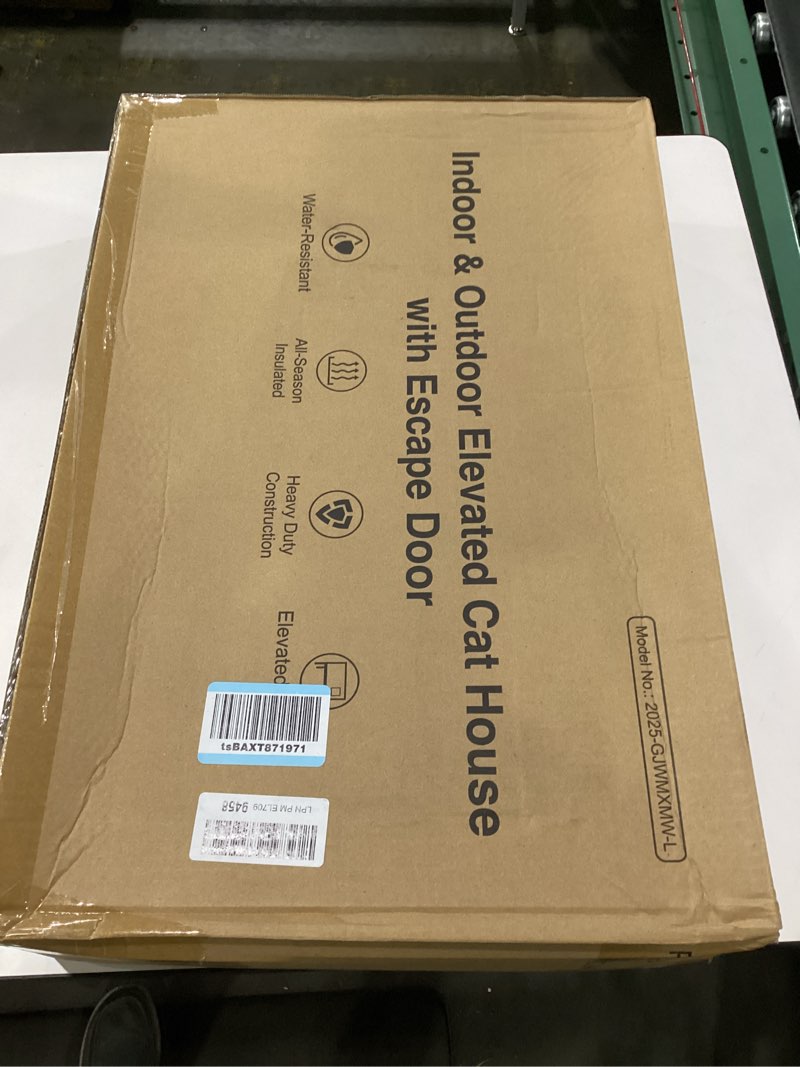 Model No.: 2025-GJWMXMW-L
Indoor & Outdoor Elevated Cat House
with Escape Door
Water-Resistant
All-Season
Insulated
Heavy Duty
Construction
Elevated
tsBAXT871971
LPN PM EL709 9458
F